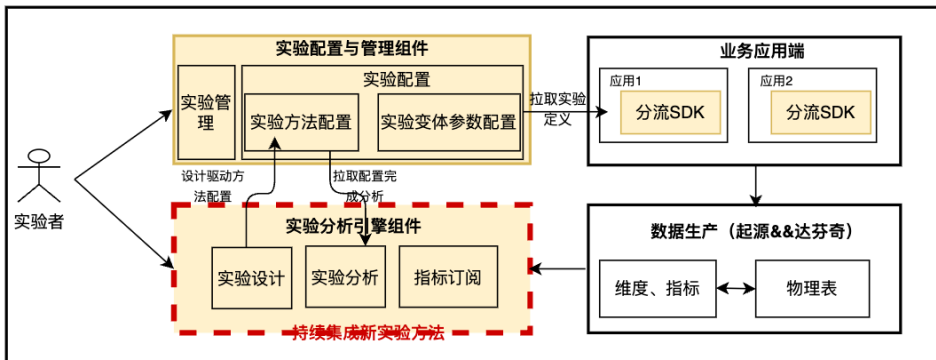 实验配置与管理组件
实验管
理
实验配置
实验方法配置
实验变体参数配置
拉取实验
定义
业务应用端
应用1
分流SDK
应用2
分流SDK
实验者
设计驱动方
法配置
拉取配置完
成分析
实验分析引擎组件
实验设计
实验分析
指标订阅
持续集成新实验方法
数据生产（起源&&达芬奇）
维度、指标
物理表